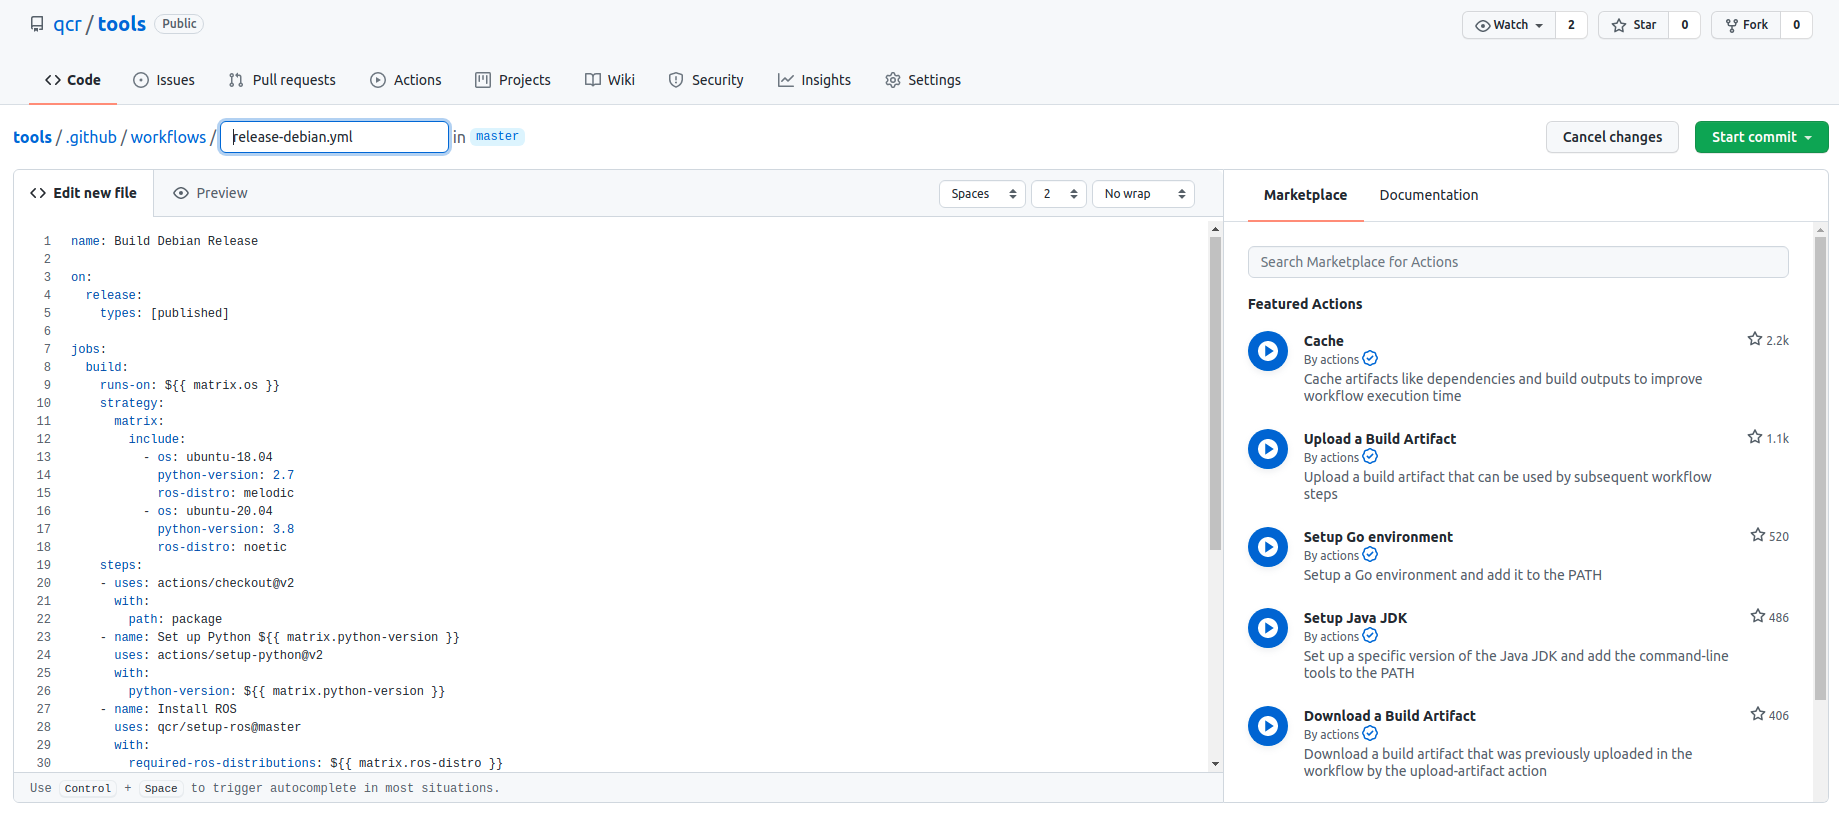 qcr / tools Public
Watch 2 Star 0 Fork 0
Code Issues Pull requests Actions Projects Wiki Security Insights Settings
tools / .github / workflows / release-debian.yml in master
Cancel changes Start commit
Edit new file Preview
Spaces 2 No wrap
1 name: Build Debian Release
2
3 on:
4   release:
5     types: [published]
6
7 jobs:
8   build:
9     runs-on: ${{ matrix.os }}
10     strategy:
11       matrix:
12         include:
13           - os: ubuntu-18.04
14             python-version: 2.7
15             ros-distro: melodic
16           - os: ubuntu-20.04
17             python-version: 3.8
18             ros-distro: noetic
19     steps:
20     - uses: actions/checkout@v2
21       with:
22         path: package
23     - name: Set up Python ${{ matrix.python-version }}
24       uses: actions/setup-python@v2
25       with:
26         python-version: ${{ matrix.python-version }}
27     - name: Install ROS
28       uses: qcr/setup-ros@master
29       with:
30         required-ros-distributions: ${{ matrix.ros-distro }}
Use Control + Space to trigger autocomplete in most situations.
Marketplace Documentation
Search Marketplace for Actions
Featured Actions
Cache 2.2k
By actions
Cache artifacts like dependencies and build outputs to improve
workflow execution time
Upload a Build Artifact 1.1k
By actions
Upload a build artifact that can be used by subsequent workflow
steps
Setup Go environment 520
By actions
Setup a Go environment and add it to the PATH
Setup Java JDK 486
By actions
Set up a specific version of the Java JDK and add the command-line
tools to the PATH
Download a Build Artifact 406
By actions
Download a build artifact that was previously uploaded in the
workflow by the upload-artifact action